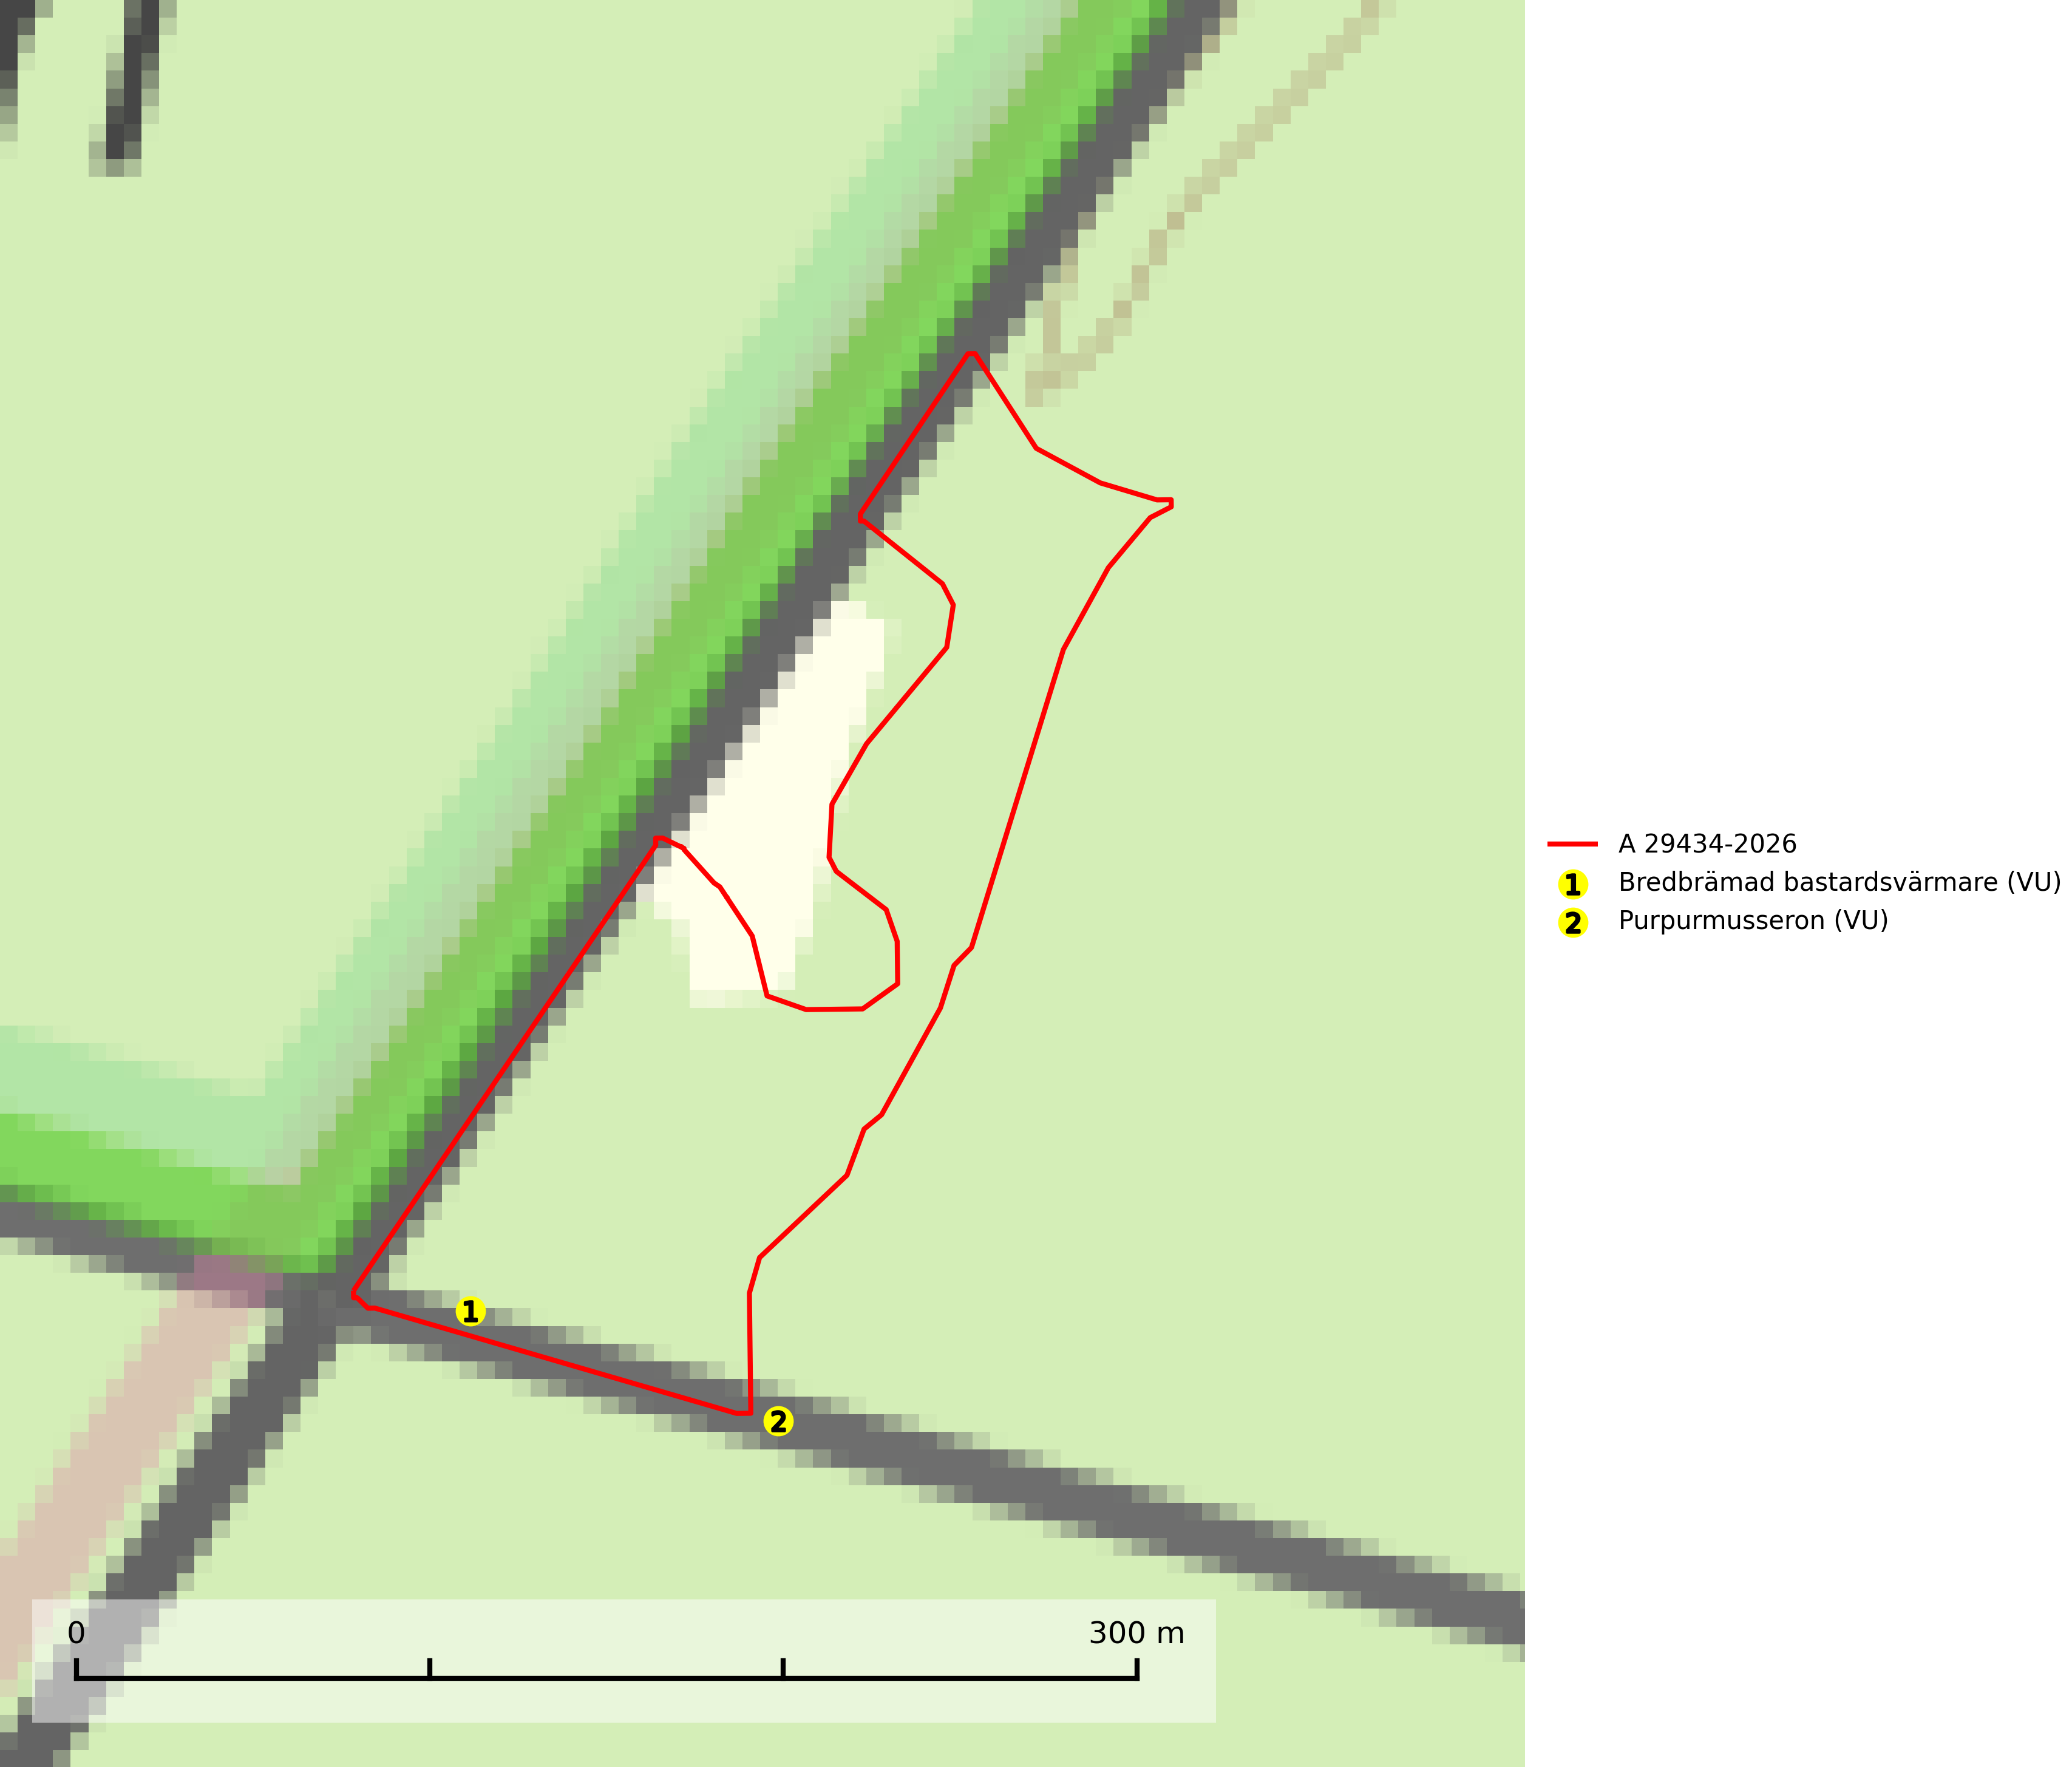 A 29434-2026
1 Bredbrämad bastardsvärmare (VU)
2 Purpurmusseron (VU)
1
2
0 300 m